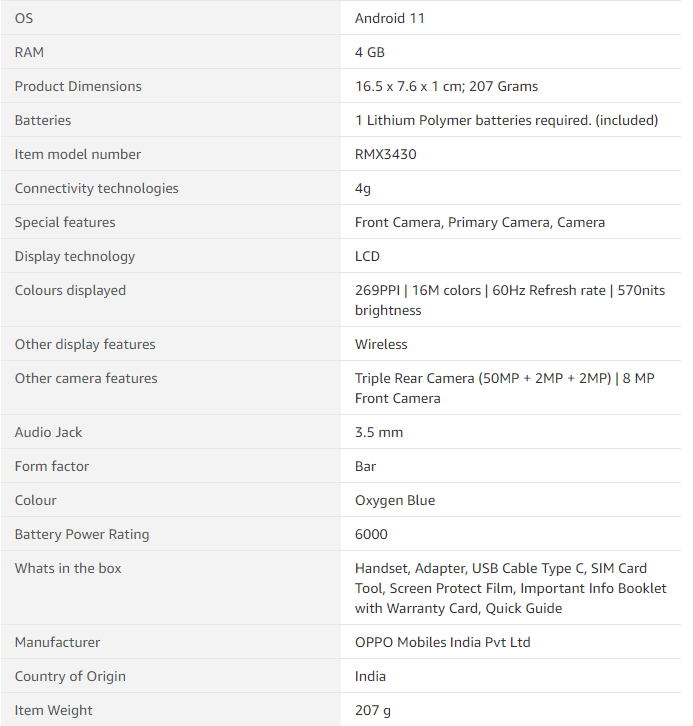 OS Android 11
RAM 4 GB
Product Dimensions 16.5 x 7.6 x 1 cm; 207 Grams
Batteries 1 Lithium Polymer batteries required. (included)
Item model number RMX3430
Connectivity technologies 4g
Special features Front Camera, Primary Camera, Camera
Display technology LCD
Colours displayed 269PPI | 16M colors | 60Hz Refresh rate | 570nits
brightness
Other display features Wireless
Other camera features Triple Rear Camera (50MP + 2MP + 2MP) | 8 MP
Front Camera
Audio Jack 3.5 mm
Form factor Bar
Colour Oxygen Blue
Battery Power Rating 6000
Whats in the box Handset, Adapter, USB Cable Type C, SIM Card
Tool, Screen Protect Film, Important Info Booklet
with Warranty Card, Quick Guide
Manufacturer OPPO Mobiles India Pvt Ltd
Country of Origin India
Item Weight 207 g